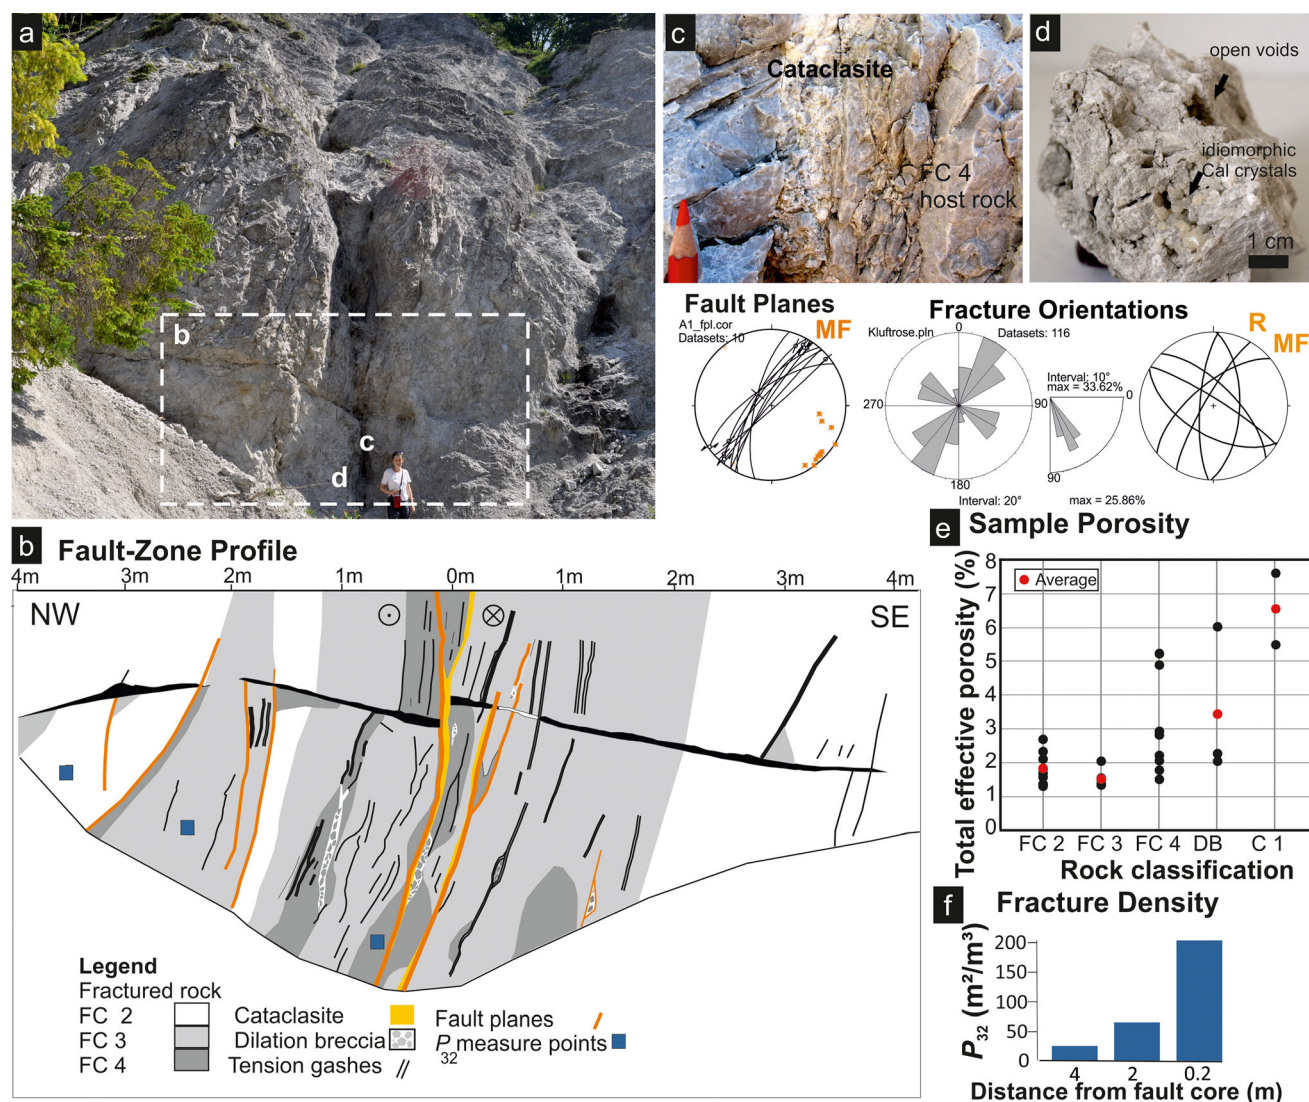 a
b
c
d
c
Cataclasite
FC 4
host rock
d
open voids
idiomorphic
Cal crystals
1 cm
Fault Planes
A1_fpl.cor
Datasets: 10
MF
Fracture Orientations
Kluftrose.pln
0
Datasets: 116
Interval: 10°
max = 33.62%
270
90
0
90
180
Interval: 20°
max = 25.86%
R
MF
b Fault-Zone Profile
4m 3m 2m 1m 0m 1m 2m 3m 4m
NW
SE
Legend
Fractured rock
FC 2
FC 3
FC 4
Cataclasite
Dilation breccia
Tension gashes
Fault planes
P32 measure points
e Sample Porosity
Total effective porosity (%)
8
7
6
5
4
3
2
1
0
Average
FC 2 FC 3 FC 4 DB C 1
Rock classification
f Fracture Density
P32 (m²/m³)
200
150
100
50
0
4 2 0.2
Distance from fault core (m)